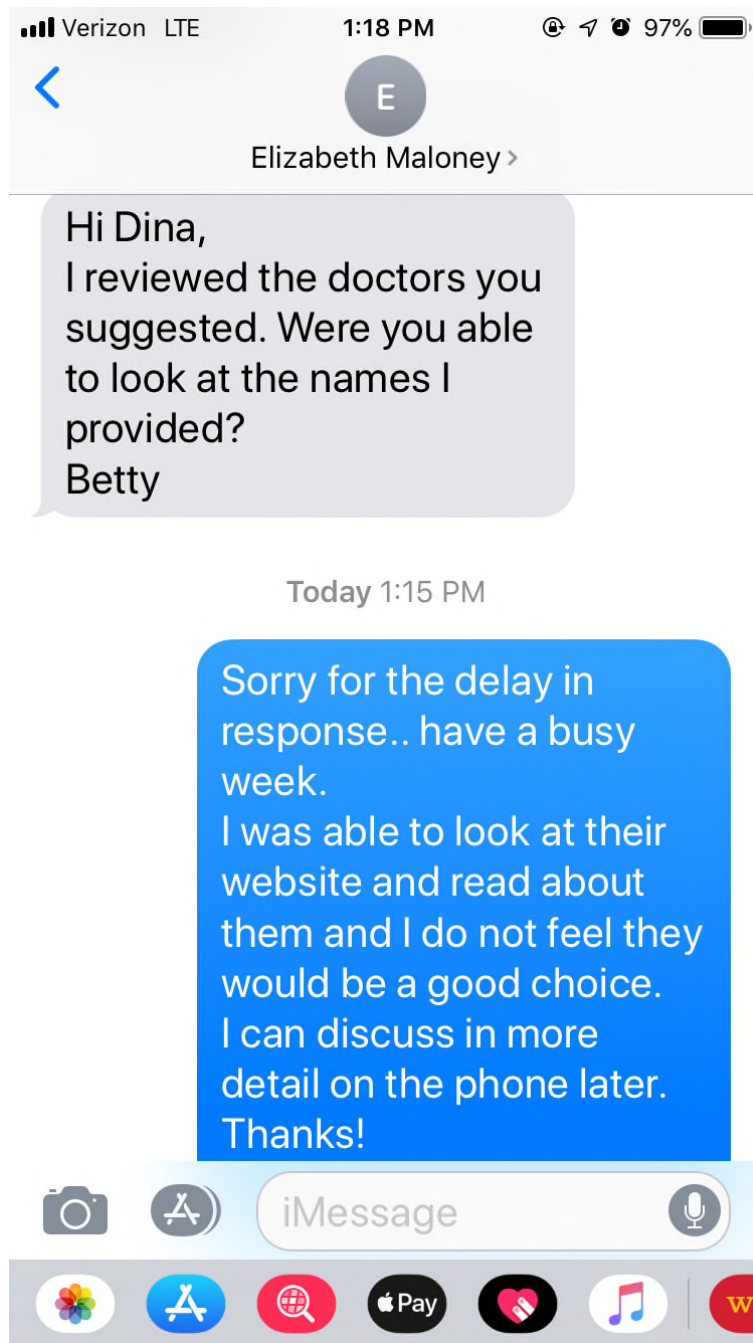 Verizon LTE 1:18 PM 97%
E
Elizabeth Maloney
Hi Dina,
I reviewed the doctors you
suggested. Were you able
to look at the names I
provided?
Betty
Today 1:15 PM
Sorry for the delay in
response.. have a busy
week.
I was able to look at their
website and read about
them and I do not feel they
would be a good choice.
I can discuss in more
detail on the phone later.
Thanks!
iMessage
Pay
W